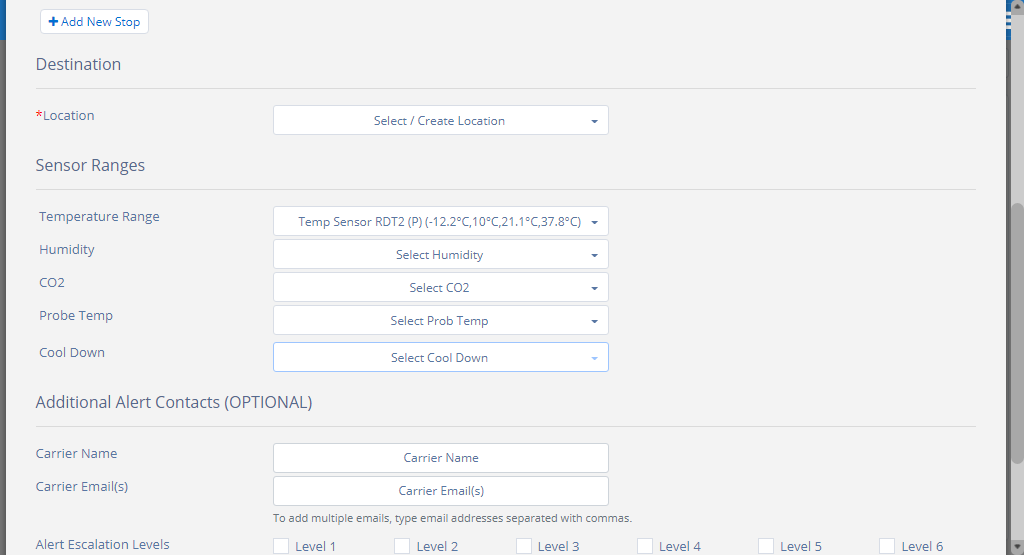 + Add New Stop
Destination
*Location
Select / Create Location
Sensor Ranges
Temperature Range
Temp Sensor RDT2 (P) (-12.2°C,10°C,21.1°C,37.8°C)
Humidity
Select Humidity
CO2
Select CO2
Probe Temp
Select Prob Temp
Cool Down
Select Cool Down
Additional Alert Contacts (OPTIONAL)
Carrier Name
Carrier Name
Carrier Email(s)
Carrier Email(s)
To add multiple emails, type email addresses separated with commas.
Alert Escalation Levels
Level 1 Level 2 Level 3 Level 4 Level 5 Level 6